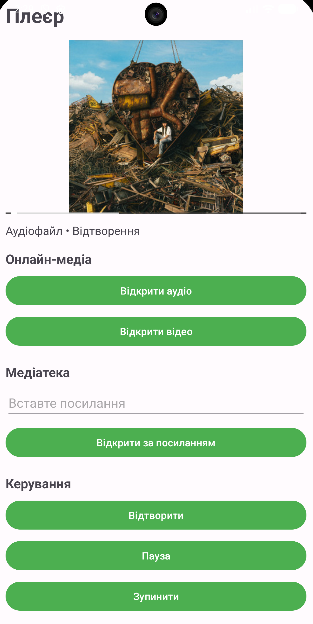 Плеєр
Аудіофайл • Відтворення
Онлайн-медіа
Відкрити аудіо
Відкрити відео
Медіатека
Вставте посилання
Відкрити за посиланням
Керування
Відтворити
Пауза
Зупинити